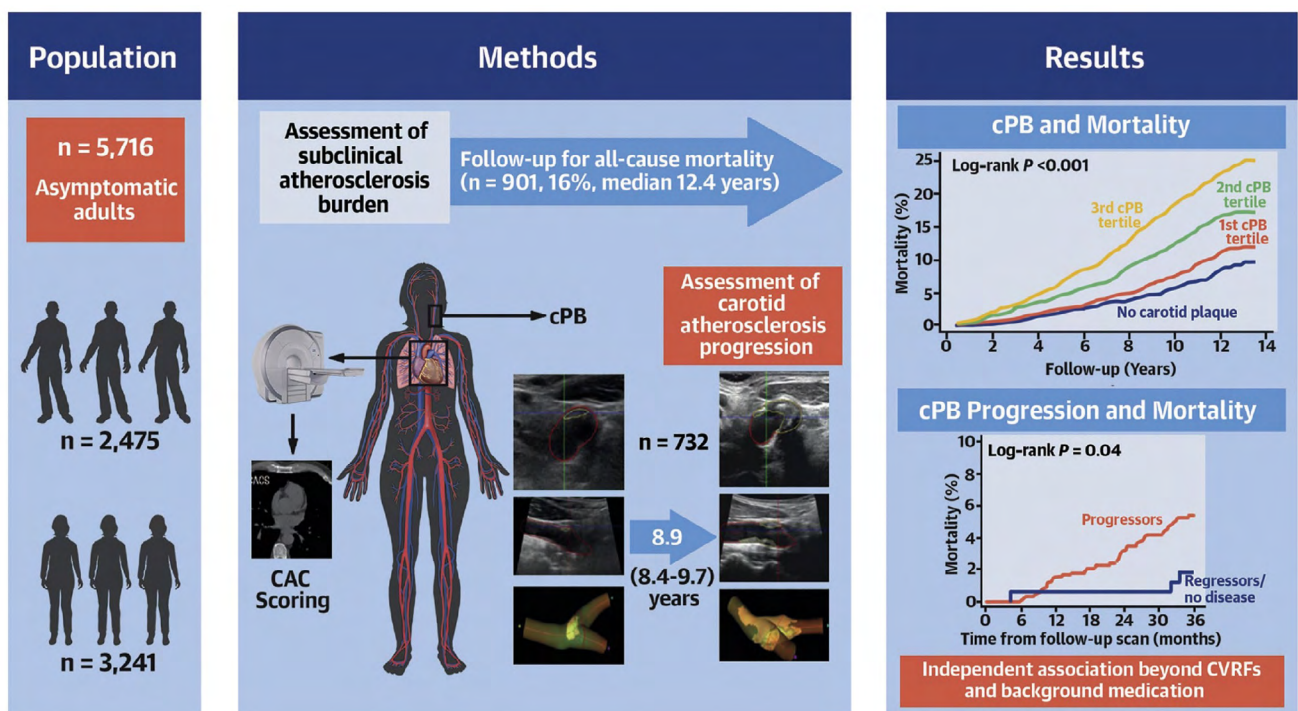 Population
n = 5,716
Asymptomatic
adults
n = 2,475
n = 3,241
Methods
Assessment of
subclinical
atherosclerosis
burden
Follow-up for all-cause mortality
(n = 901, 16%, median 12.4 years)
cPB
CACS
CAC
Scoring
Assessment of
carotid
atherosclerosis
progression
n = 732
8.9
(8.4-9.7)
years
Results
cPB and Mortality
Log-rank P <0.001
Mortality (%)
25
20
15
10
5
0
3rd cPB
tertile
2nd cPB
tertile
1st cPB
tertile
No carotid plaque
0 2 4 6 8 10 12 14
Follow-up (Years)
cPB Progression and Mortality
Log-rank P = 0.04
Mortality (%)
10
8
6
4
2
0
Progressors
Regressors/
no disease
0 6 12 18 24 30 36
Time from follow-up scan (months)
Independent association beyond CVRFs
and background medication